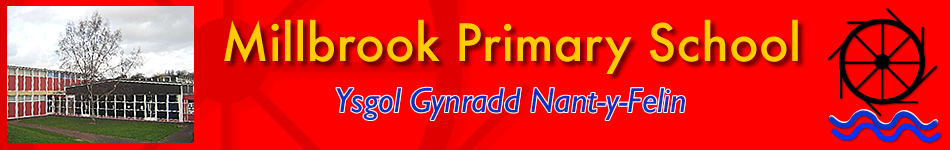 Millbrook Primary School
Ysgol Gynradd Nant-y-Felin